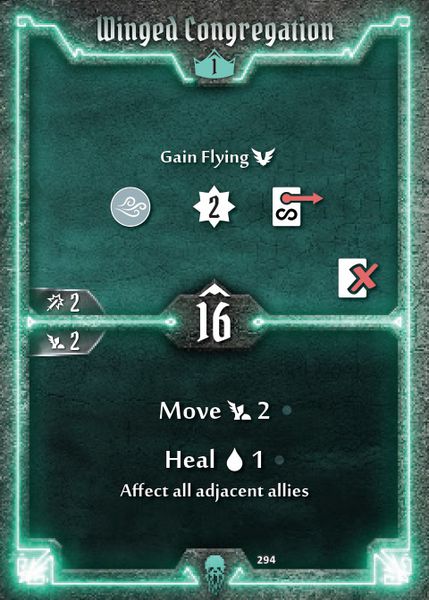 Winged Congregation
1
Gain Flying
2
2
16
2
Move 2
Heal 1
Affect all adjacent allies
294